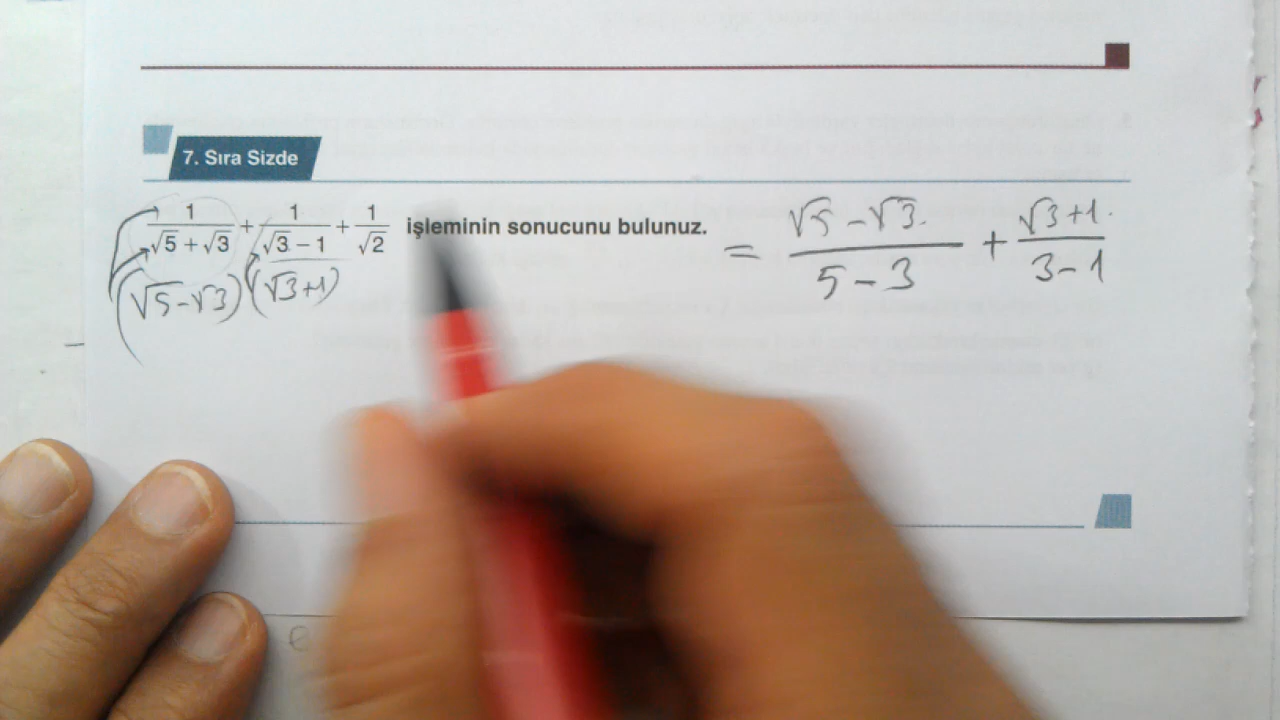 7. Sıra Sizde
1/(√5 + √3) + 1/(√3 – 1) + 1/√2 işleminin sonucunu bulunuz.
(√5-√3) (√3+1)
= (√5 - √3)/(5 - 3) + (√3+1)/(3-1)